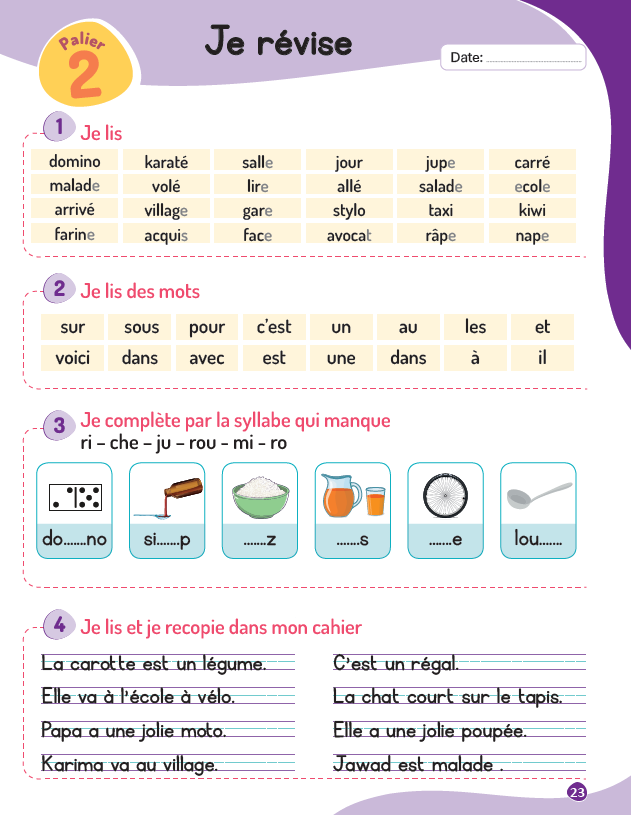 Palier
2
Je révise
Date: ........................................
1 Je lis
domino karaté salle jour jupe carré
malade volé lire allé salade ecole
arrivé village gare stylo taxi kiwi
farine acquis face avocat râpe nape
2 Je lis des mots
sur sous pour c'est un au les et
voici dans avec est une dans à il
3 Je complète par la syllabe qui manque
ri – che – ju – rou - mi - ro
do.......no si.......p .......z .......s .......e lou.......
4 Je lis et je recopie dans mon cahier
La carotte est un légume. C'est un régal.
Elle va à l'école à vélo. La chat court sur le tapis.
Papa a une jolie moto. Elle a une jolie poupée.
Karima va au village. Jawad est malade .
23